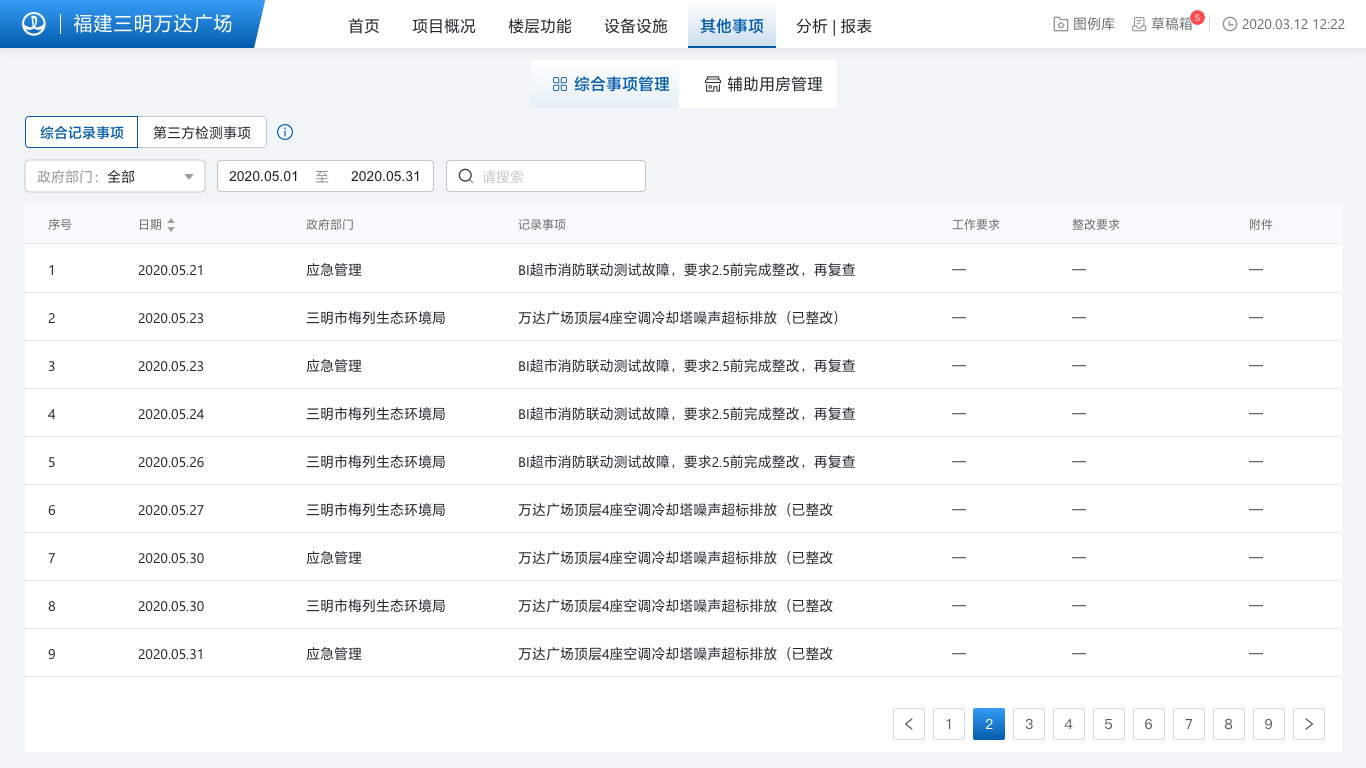 福建三明万达广场 首页 项目概况 楼层功能 设备设施 其他事项 分析 | 报表 图例库 草稿箱 5 2020.03.12 12:22
综合事项管理 辅助用房管理
综合记录事项 第三方检测事项
政府部门： 全部 2020.05.01 至 2020.05.31 请搜索
序号 日期 政府部门 记录事项 工作要求 整改要求 附件
1 2020.05.21 应急管理 BI超市消防联动测试故障，要求2.5前完成整改，再复查 — — —
2 2020.05.23 三明市梅列生态环境局 万达广场顶层4座空调冷却塔噪声超标排放（已整改） — — —
3 2020.05.23 应急管理 BI超市消防联动测试故障，要求2.5前完成整改，再复查 — — —
4 2020.05.24 三明市梅列生态环境局 BI超市消防联动测试故障，要求2.5前完成整改，再复查 — — —
5 2020.05.26 三明市梅列生态环境局 BI超市消防联动测试故障，要求2.5前完成整改，再复查 — — —
6 2020.05.27 三明市梅列生态环境局 万达广场顶层4座空调冷却塔噪声超标排放（已整改 — — —
7 2020.05.30 应急管理 万达广场顶层4座空调冷却塔噪声超标排放（已整改 — — —
8 2020.05.30 三明市梅列生态环境局 万达广场顶层4座空调冷却塔噪声超标排放（已整改 — — —
9 2020.05.31 应急管理 万达广场顶层4座空调冷却塔噪声超标排放（已整改 — — —
1 2 3 4 5 6 7 8 9